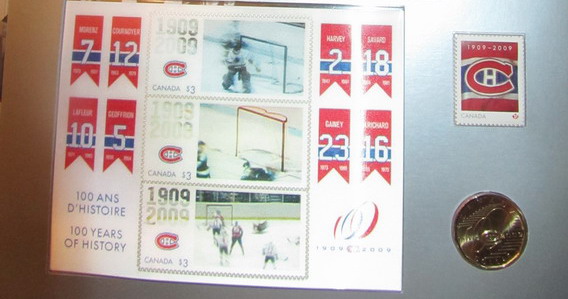 MORENZ
7
COURNOYER
12
1909
2009
CANADA
$3
HARVEY
2
SAVARD
18
1909-2009
CANADA
P
LAFLEUR
10
GEOFFRION
5
1909
2009
CANADA
$3
GAINEY
23
H.RICHARD
16
100 ANS
D'HISTOIRE
100 YEARS
OF HISTORY
1909
2009
CANADA
$3
1909 2009